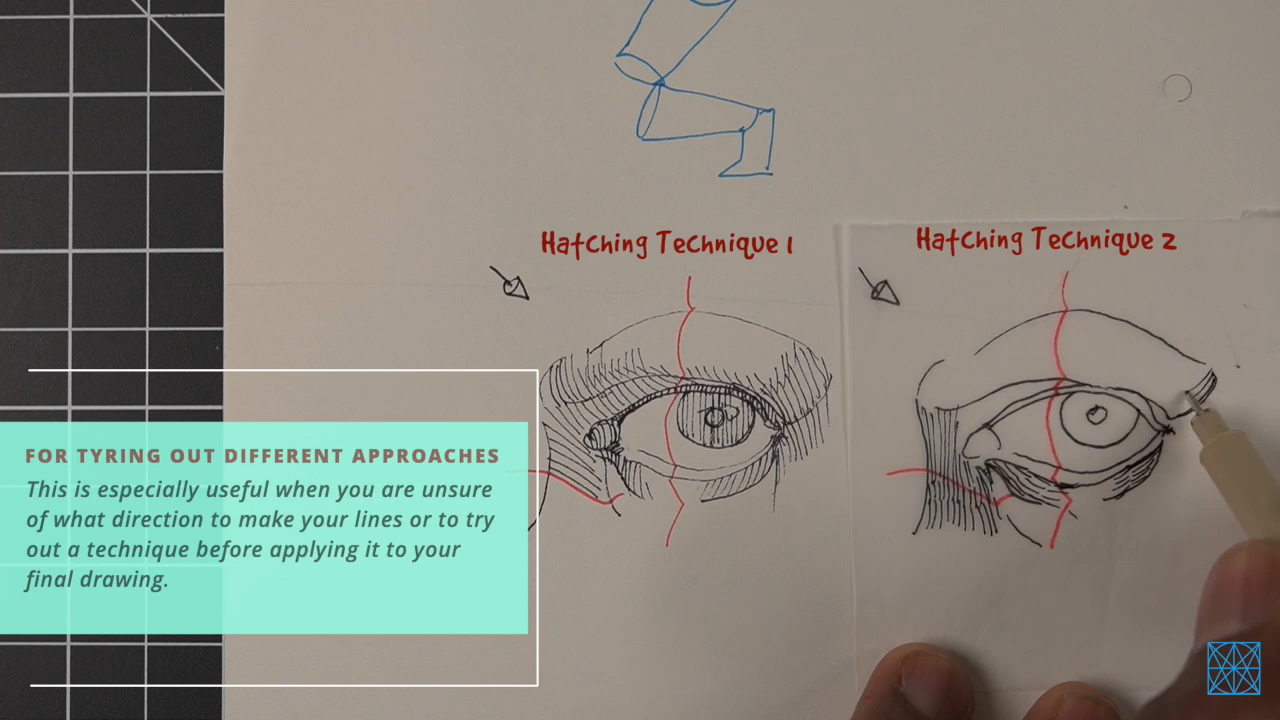 Hatching Technique 1
Hatching Technique 2
FOR TYRING OUT DIFFERENT APPROACHES
This is especially useful when you are unsure
of what direction to make your lines or to try
out a technique before applying it to your
final drawing.